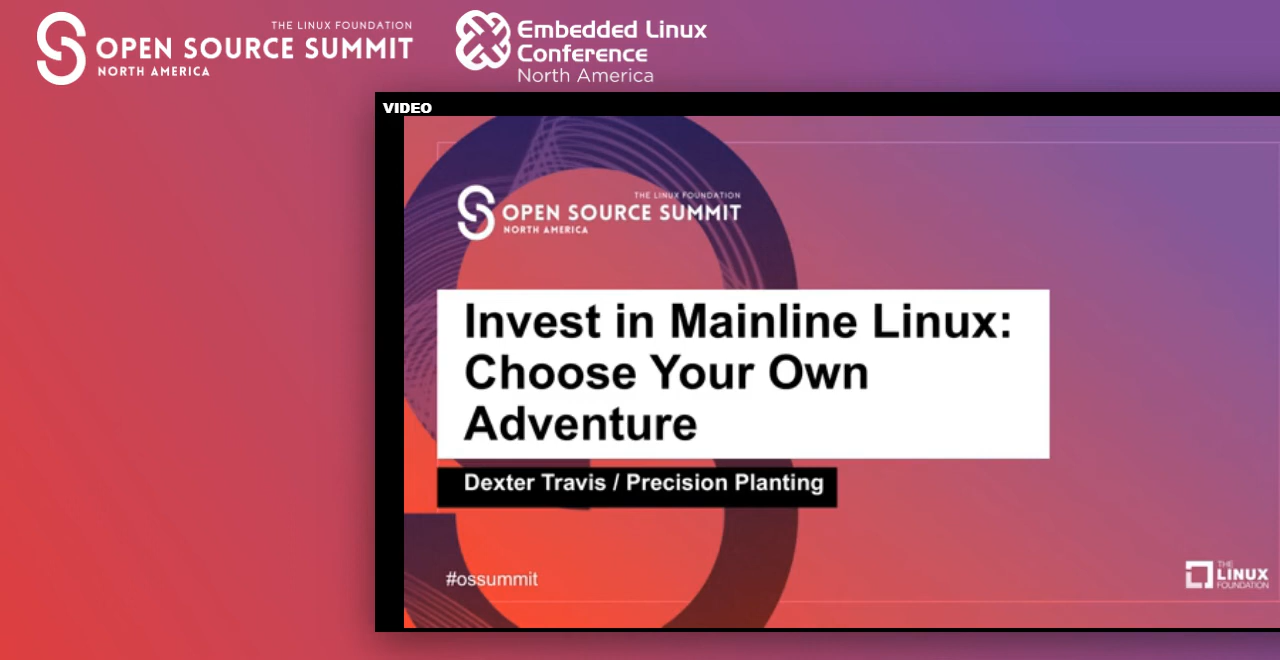 THE LINUX FOUNDATION
OPEN SOURCE SUMMIT
NORTH AMERICA
Embedded Linux
Conference
North America
VIDEO
THE LINUX FOUNDATION
OPEN SOURCE SUMMIT
NORTH AMERICA
Invest in Mainline Linux:
Choose Your Own
Adventure
Dexter Travis / Precision Planting
#ossummit
THE
LINUX
FOUNDATION